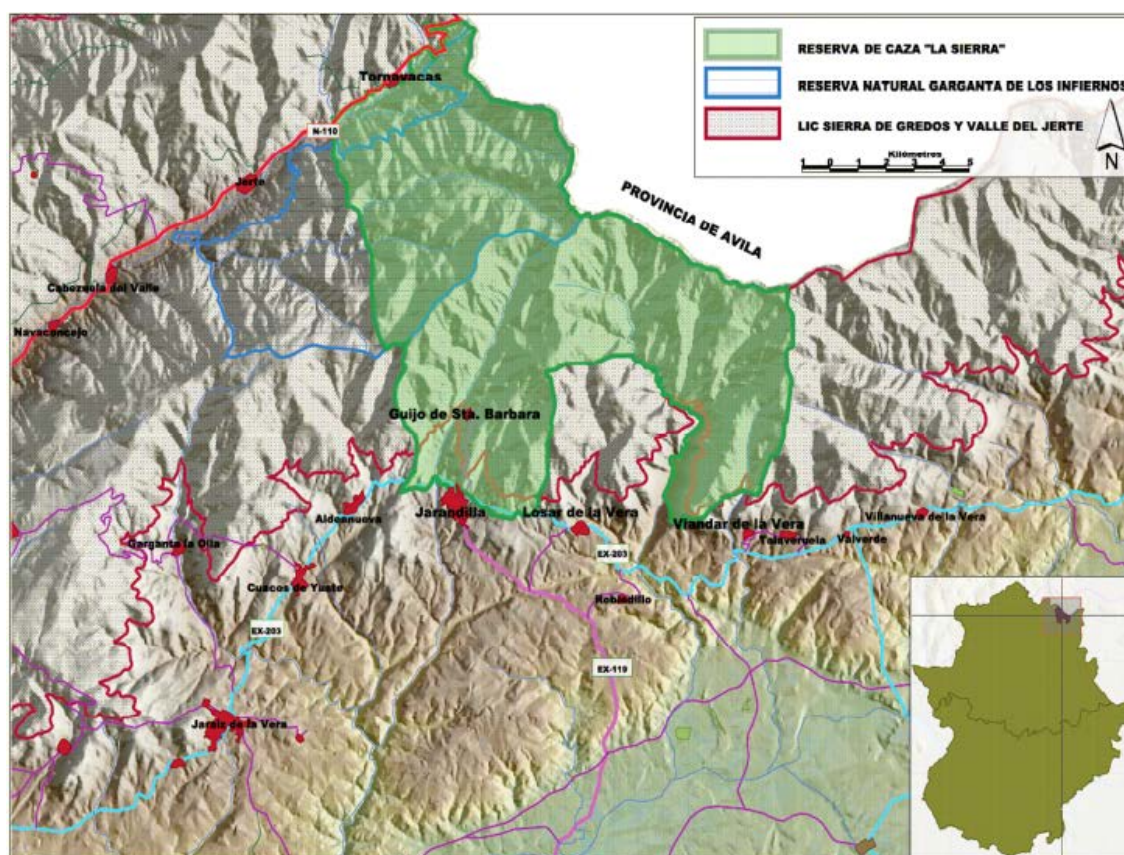 RESERVA DE CAZA "LA SIERRA"
RESERVA NATURAL GARGANTA DE LOS INFIERNOS
LIC SIERRA DE GREDOS Y VALLE DEL JERTE
Kilómetros
1 0 1 2 3 4 5
N
Tornavacas
N-110
Jerte
PROVINCIA DE AVILA
Cabezuela del Valle
Navaconcejo
Guijo de Sta. Barbara
Aldeanueva
Jarandilla
Losar de la Vera
Viandar de la Vera
Villanueva de la Vera
Talaveruela
Valverde
Garganta la Olla
EX-203
Cuacos de Yuste
Robledillo
EX-203
EX-119
Jaraiz de la Vera